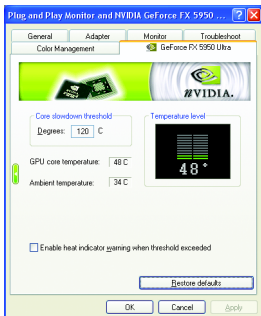 Plug and Play Monitor and NVIDIA GeForce FX 5950 ...
General Adapter Monitor Troubleshoot
Color Management GeForce FX 5950 Ultra
NVIDIA.
Core slowdown threshold
Degrees: 120 C
Temperature level
48°
GPU core temperature: 48 C
Ambient temperature: 34 C
Enable heat indicator warning when threshold exceeded
Restore defaults
OK Cancel Apply